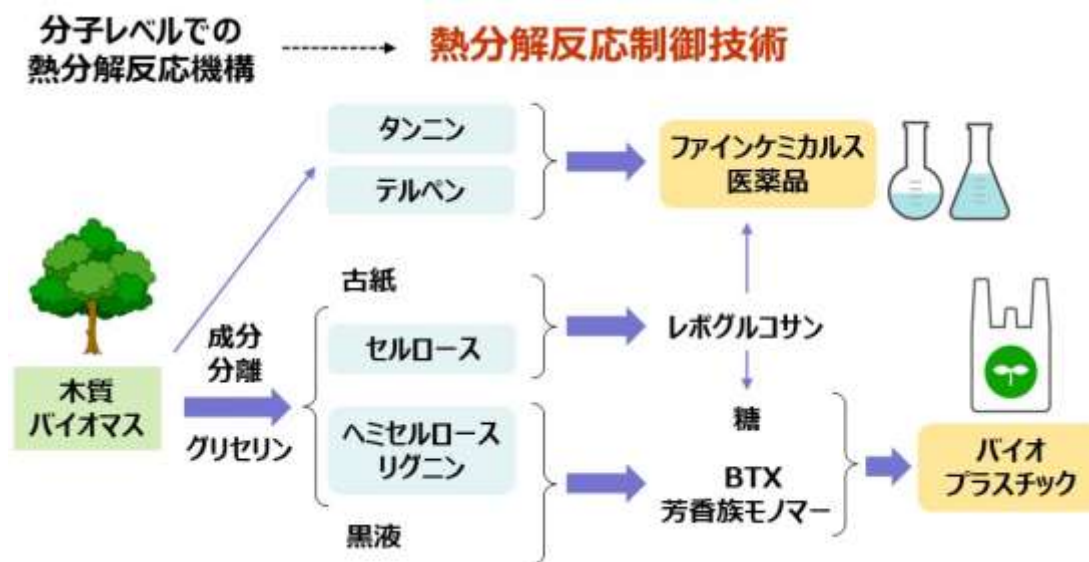 分子レベルでの
熱分解反応機構
熱分解反応制御技術
タンニン
テルペン
ファインケミカルス
医薬品
古紙
セルロース
レボグルコサン
成分
分離
グリセリン
木質
バイオマス
ヘミセルロース
リグニン
黒液
糖
BTX
芳香族モノマー
バイオ
プラスチック